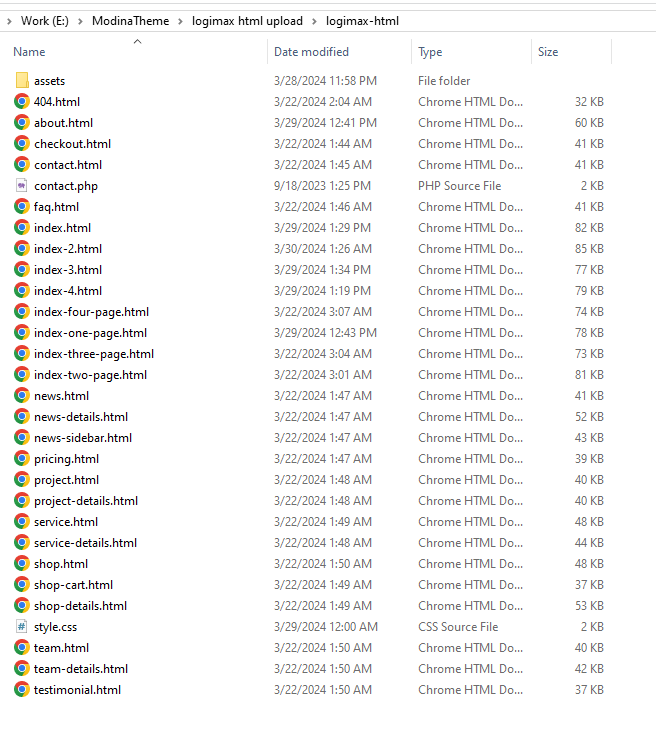 Work (E:) > ModinaTheme > logimax html upload > logimax-html
Name Date modified Type Size
assets 3/28/2024 11:58 PM File folder
404.html 3/22/2024 2:04 AM Chrome HTML Do... 32 KB
about.html 3/29/2024 12:41 PM Chrome HTML Do... 60 KB
checkout.html 3/22/2024 1:44 AM Chrome HTML Do... 41 KB
contact.html 3/22/2024 1:45 AM Chrome HTML Do... 41 KB
contact.php 9/18/2023 1:25 PM PHP Source File 2 KB
faq.html 3/22/2024 1:46 AM Chrome HTML Do... 41 KB
index.html 3/29/2024 1:29 PM Chrome HTML Do... 82 KB
index-2.html 3/30/2024 1:26 AM Chrome HTML Do... 85 KB
index-3.html 3/29/2024 1:34 PM Chrome HTML Do... 77 KB
index-4.html 3/29/2024 1:19 PM Chrome HTML Do... 79 KB
index-four-page.html 3/22/2024 3:07 AM Chrome HTML Do... 74 KB
index-one-page.html 3/29/2024 12:43 PM Chrome HTML Do... 78 KB
index-three-page.html 3/22/2024 3:04 AM Chrome HTML Do... 73 KB
index-two-page.html 3/22/2024 3:01 AM Chrome HTML Do... 81 KB
news.html 3/22/2024 1:47 AM Chrome HTML Do... 41 KB
news-details.html 3/22/2024 1:47 AM Chrome HTML Do... 52 KB
news-sidebar.html 3/22/2024 1:47 AM Chrome HTML Do... 43 KB
pricing.html 3/22/2024 1:47 AM Chrome HTML Do... 39 KB
project.html 3/22/2024 1:48 AM Chrome HTML Do... 40 KB
project-details.html 3/22/2024 1:48 AM Chrome HTML Do... 40 KB
service.html 3/22/2024 1:49 AM Chrome HTML Do... 48 KB
service-details.html 3/22/2024 1:48 AM Chrome HTML Do... 44 KB
shop.html 3/22/2024 1:50 AM Chrome HTML Do... 48 KB
shop-cart.html 3/22/2024 1:49 AM Chrome HTML Do... 37 KB
shop-details.html 3/22/2024 1:49 AM Chrome HTML Do... 53 KB
style.css 3/29/2024 12:00 AM CSS Source File 2 KB
team.html 3/22/2024 1:50 AM Chrome HTML Do... 40 KB
team-details.html 3/22/2024 1:50 AM Chrome HTML Do... 42 KB
testimonial.html 3/22/2024 1:50 AM Chrome HTML Do... 37 KB